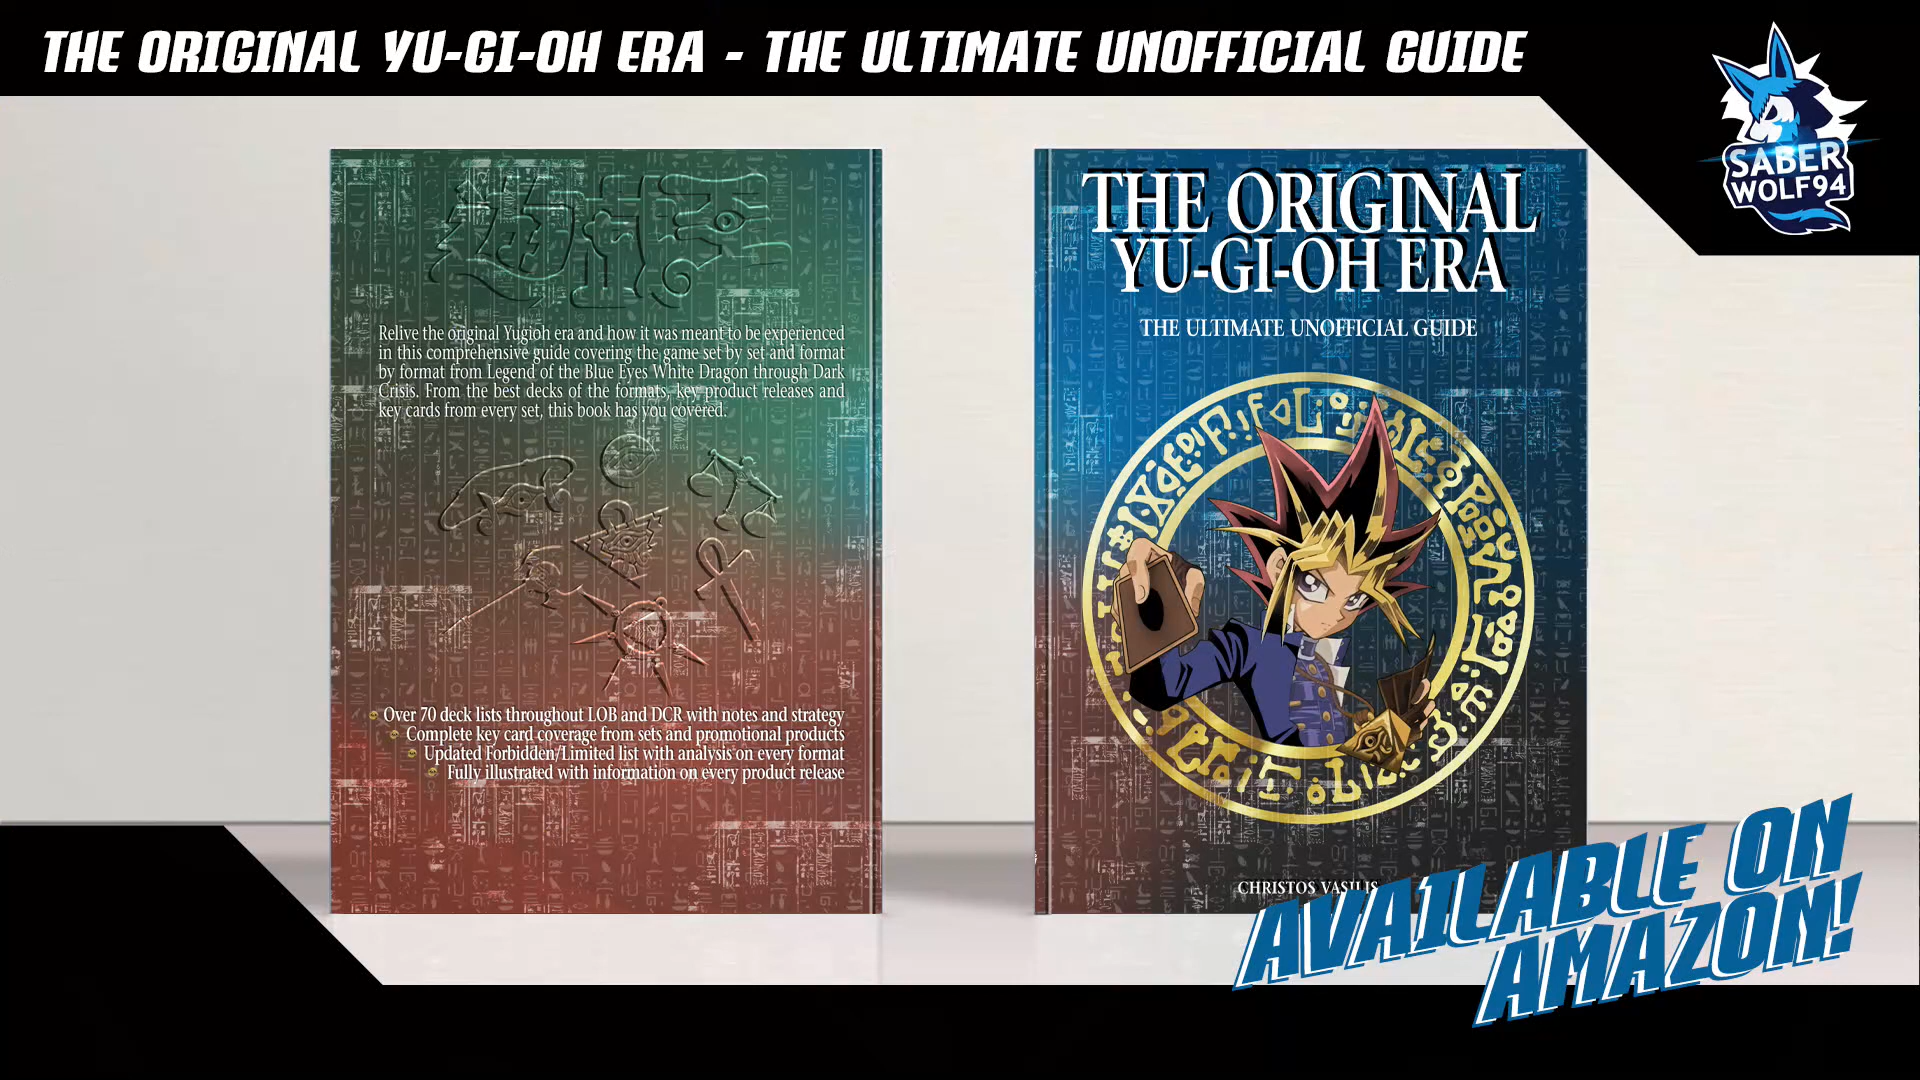 THE ORIGINAL YU-GI-OH ERA - THE ULTIMATE UNOFFICIAL GUIDE
SABER
WOLF94
Relive the original Yugioh era and how it was meant to be experienced
in this comprehensive guide covering the game set by set and format
by format from Legend of the Blue Eyes White Dragon through Dark
Crisis. From the best decks of the formats, key product releases and
key cards from every set, this book has you covered.
Over 70 deck lists throughout LOB and DCR with notes and strategy
Complete key card coverage from sets and promotional products
Updated Forbidden/Limited list with analysis on every format
Fully illustrated with information on every product release
THE ORIGINAL
YU-GI-OH ERA
THE ULTIMATE UNOFFICIAL GUIDE
CHRISTOS VASILIS
AVAILABLE ON
AMAZON!